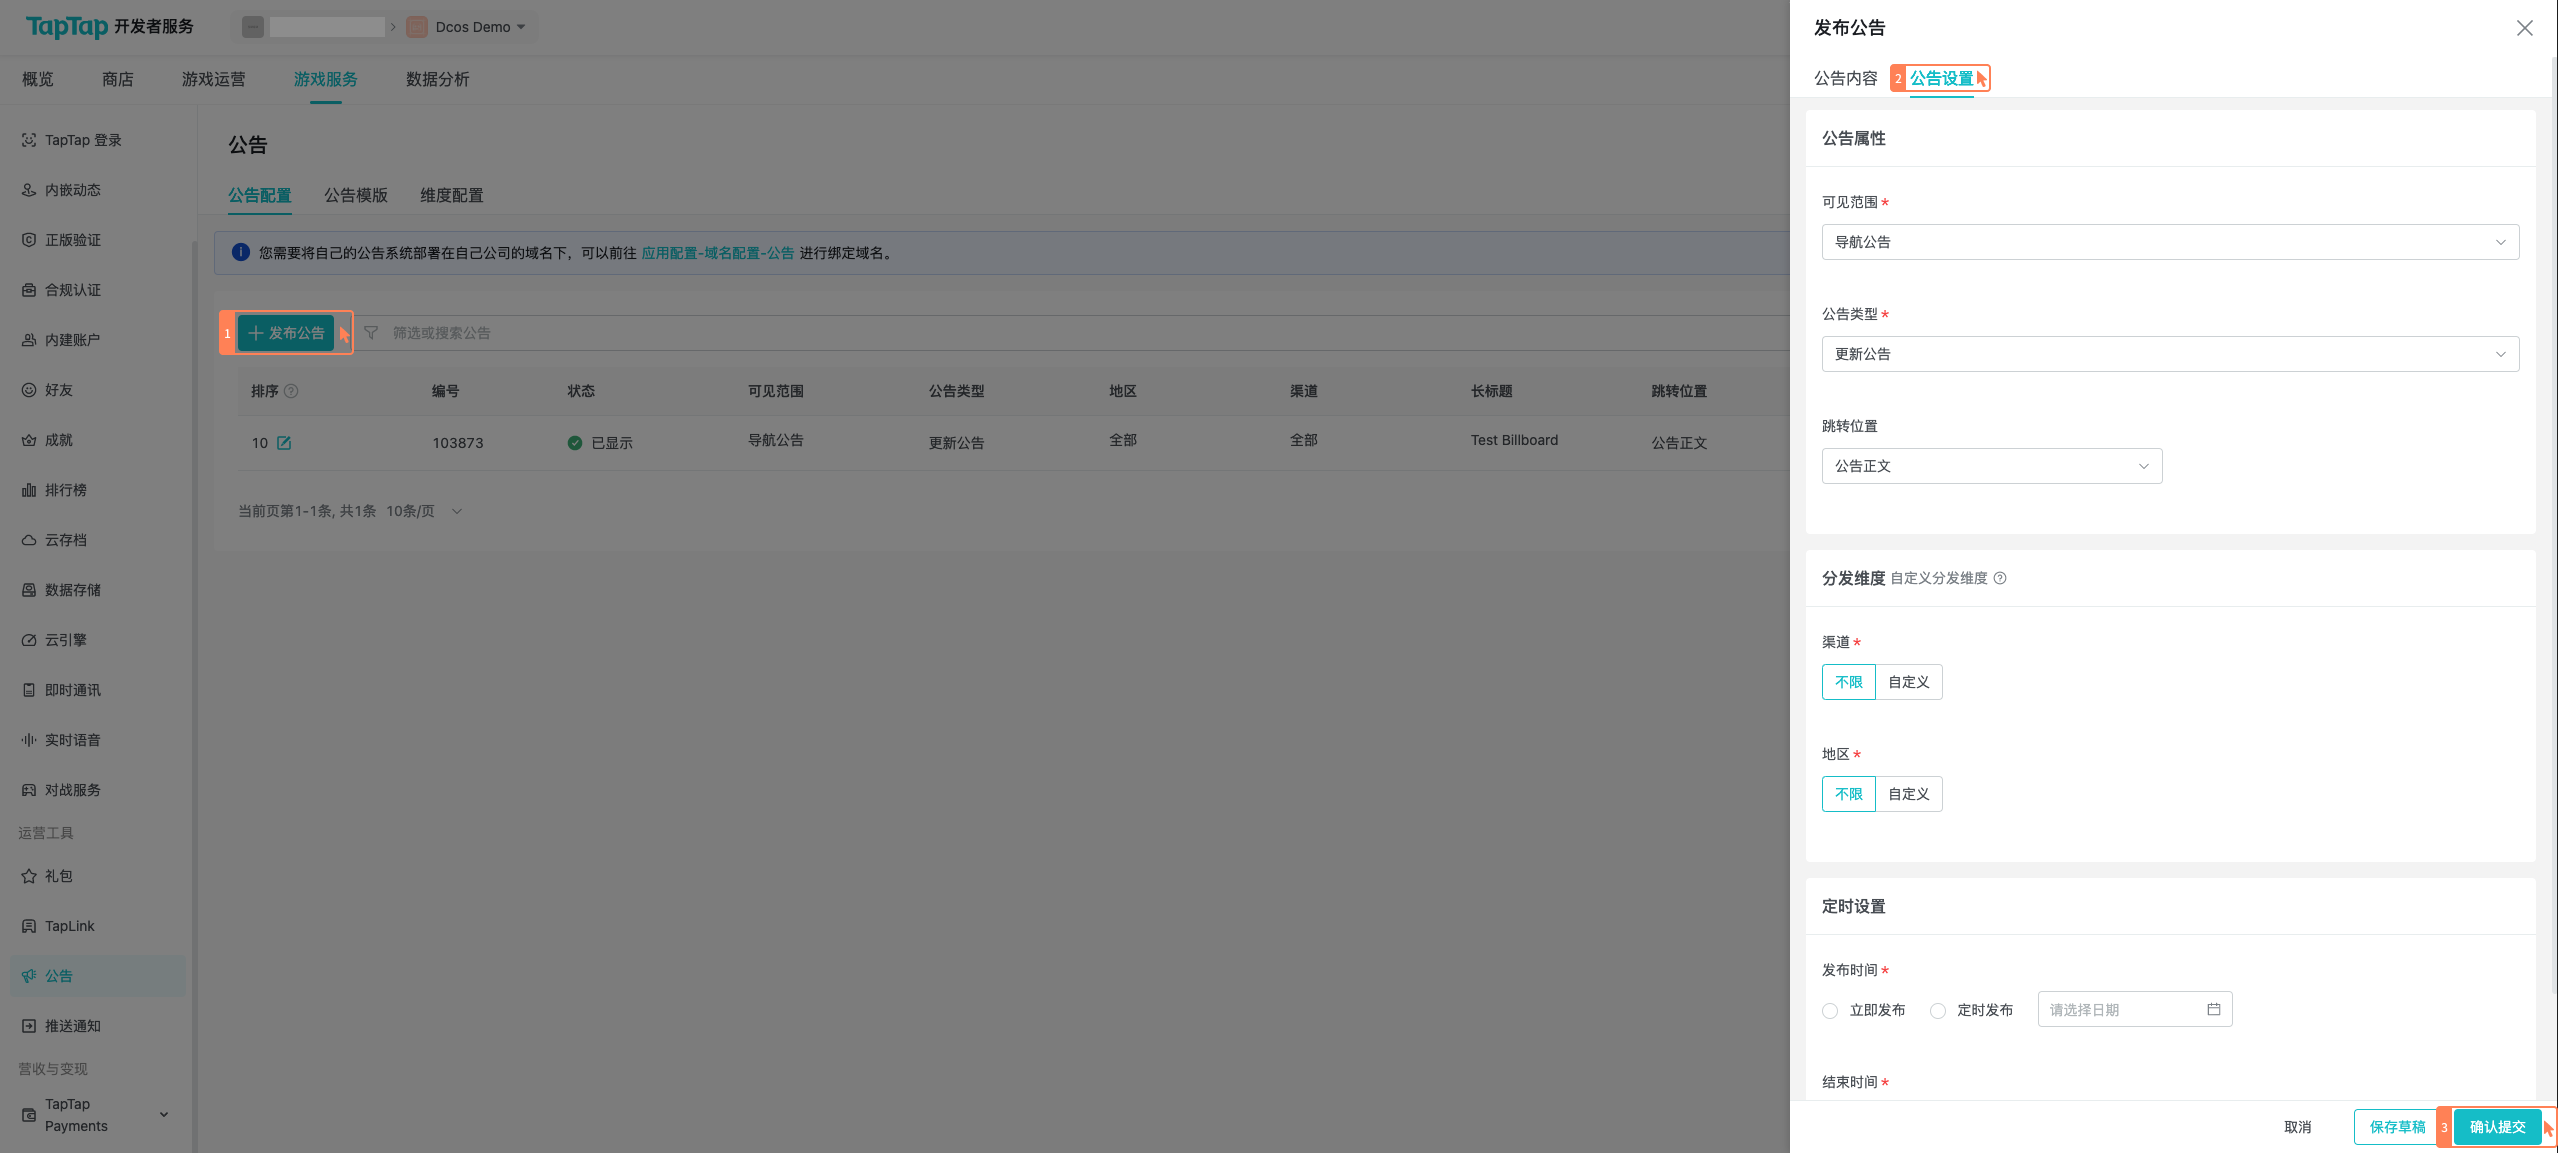 TapTap 开发者服务
Dcos Demo
概览 商店 游戏运营 游戏服务 数据分析
TapTap 登录
内嵌动态
正版验证
合规认证
内建账户
好友
成就
排行榜
云存档
数据存储
云引擎
即时通讯
实时语音
对战服务
运营工具
礼包
TapLink
公告
推送通知
营收与变现
TapTap
Payments
公告
公告配置 公告模版 维度配置
您需要将自己的公告系统部署在自己公司的域名下，可以前往 应用配置-域名配置-公告 进行绑定域名。
1 发布公告 筛选或搜索公告
排序 编号 状态 可见范围 公告类型 地区 渠道 长标题 跳转位置
10 103873 已显示 导航公告 更新公告 全部 全部 Test Billboard 公告正文
当前页第1-1条, 共1条 10条/页
发布公告
公告内容 2 公告设置
公告属性
可见范围*
导航公告
公告类型*
更新公告
跳转位置
公告正文
分发维度 自定义分发维度
渠道*
不限 自定义
地区*
不限 自定义
定时设置
发布时间*
立即发布 定时发布 请选择日期
结束时间*
取消 保存草稿 3 确认提交